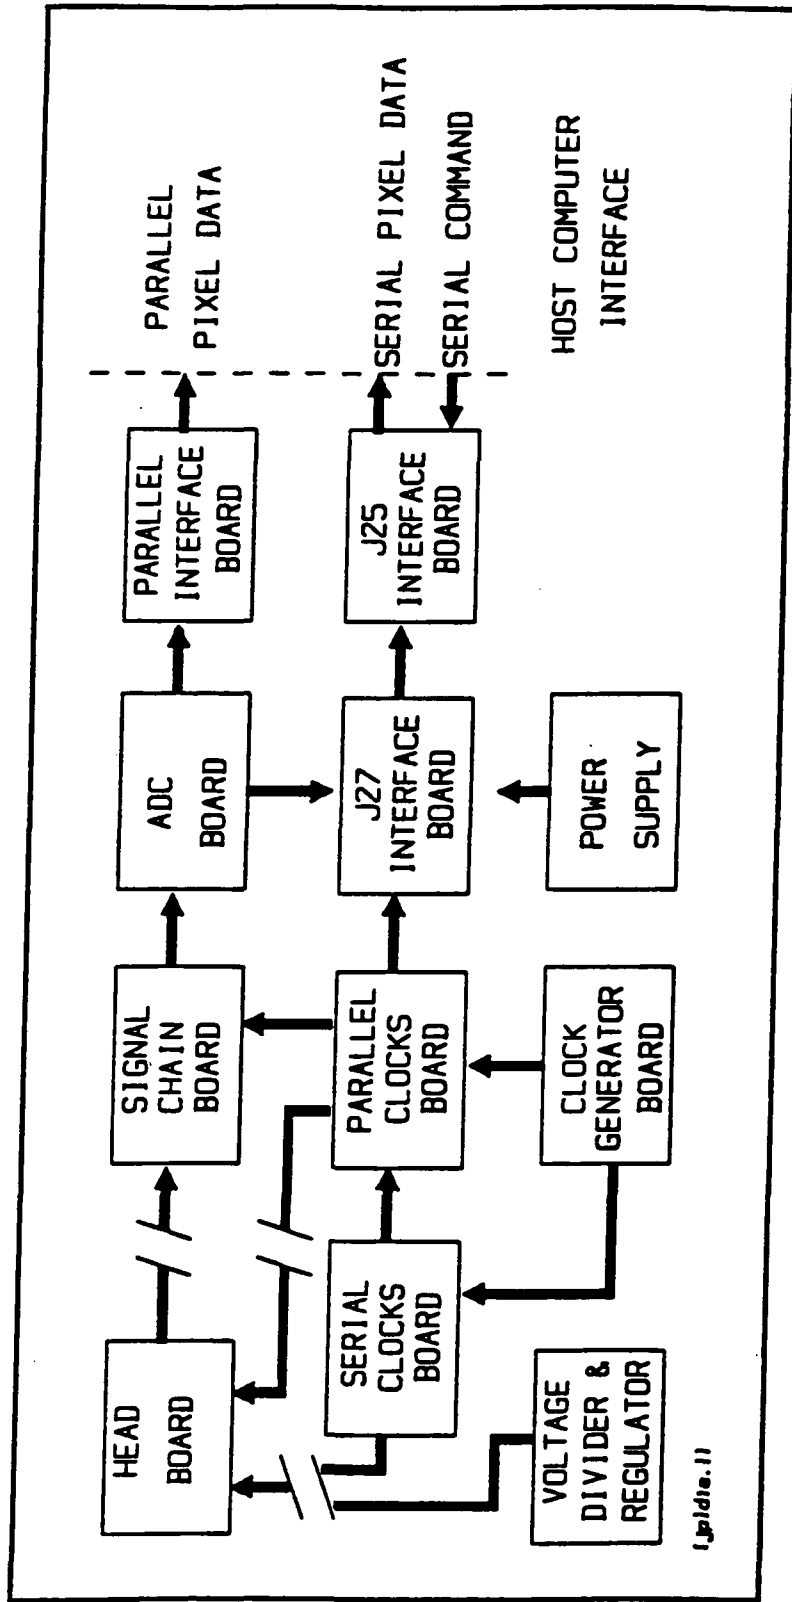 HEAD
BOARD
SIGNAL
CHAIN
BOARD
ADC
BOARD
PARALLEL
INTERFACE
BOARD
PARALLEL
PIXEL DATA
SERIAL
CLOCKS
BOARD
PARALLEL
CLOCKS
BOARD
J27
INTERFACE
BOARD
J25
INTERFACE
BOARD
SERIAL PIXEL DATA
SERIAL COMMAND
VOLTAGE
DIVIDER &
REGULATOR
CLOCK
GENERATOR
BOARD
POWER
SUPPLY
HOST COMPUTER
INTERFACE